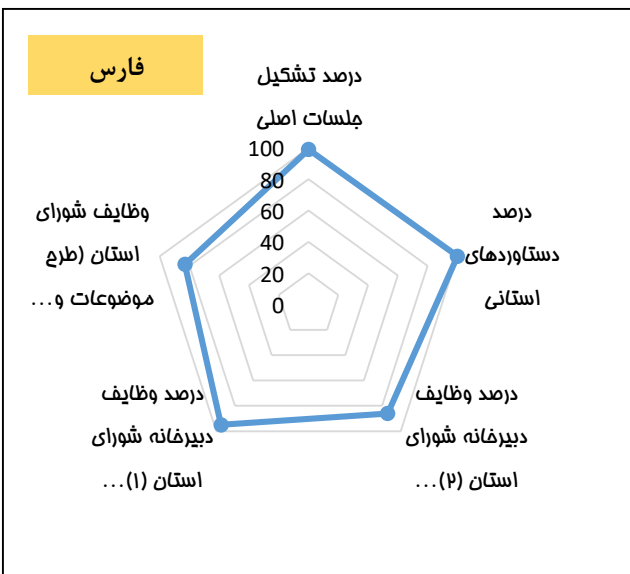 فارس
درصد تشکیل
جلسات اصلی
100
80
60
40
20
0
درصد
دستاوردهای
استانی
درصد وظایف
دبیرخانه شورای
استان (۲)...
درصد وظایف
دبیرخانه شورای
استان (۱)...
وظایف شورای
استان (طرح
موضوعات و...